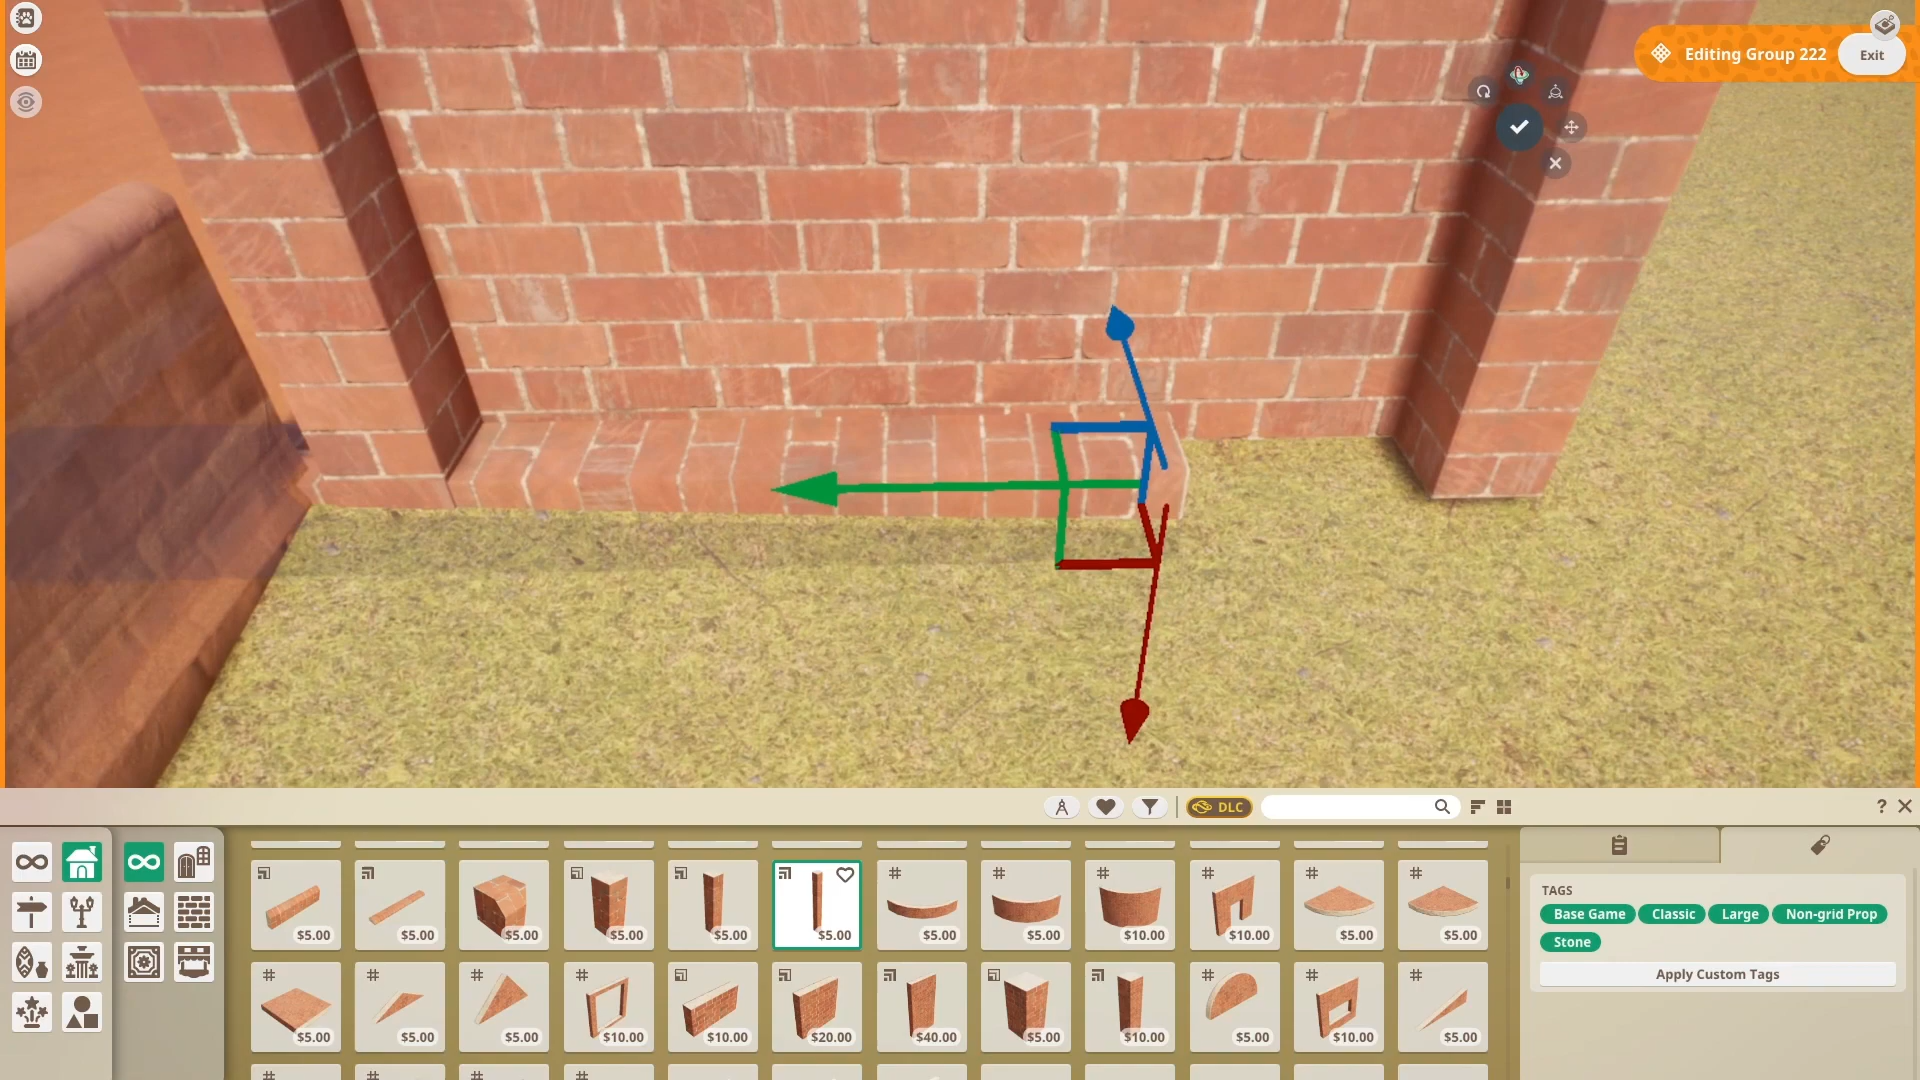 Editing Group 222
Exit
DLC
?
$5.00 $5.00 $5.00 $5.00 $5.00 $5.00 $5.00 $5.00 $10.00 $10.00 $5.00 $5.00
$5.00 $5.00 $5.00 $10.00 $10.00 $20.00 $40.00 $5.00 $10.00 $5.00 $10.00 $5.00
TAGS
Base Game Classic Large Non-grid Prop
Stone
Apply Custom Tags